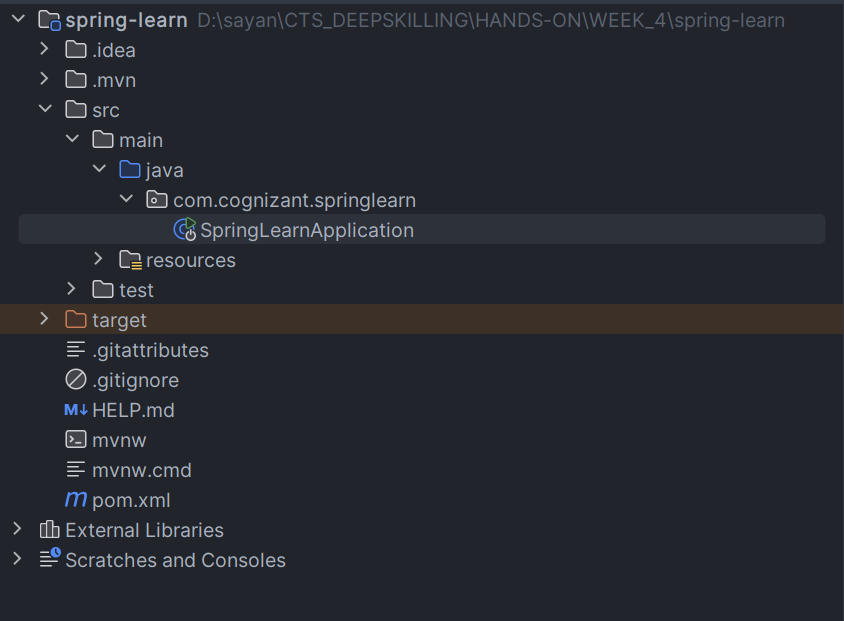 spring-learn D:\sayan\CTS_DEEPSKILLING\HANDS-ON\WEEK_4\spring-learn
.idea
.mvn
src
main
java
com.cognizant.springlearn
SpringLearnApplication
resources
test
target
.gitattributes
.gitignore
M↓ HELP.md
mvnw
mvnw.cmd
m pom.xml
External Libraries
Scratches and Consoles